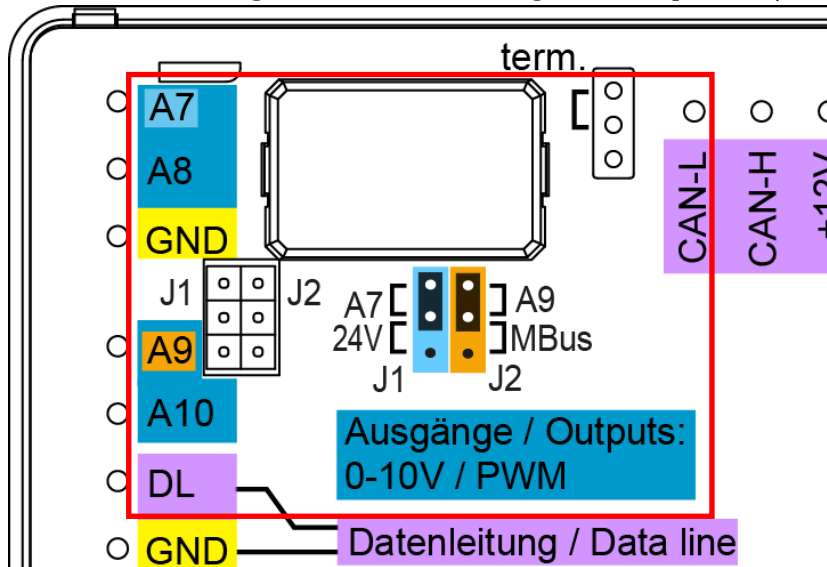 term.
A7
A8
GND
CAN-L
CAN-H
+12V
J1
J2
A7
A9
24V
MBus
J1
J2
A9
A10
Ausgänge / Outputs:
0-10V / PWM
DL
Datenleitung / Data line
GND